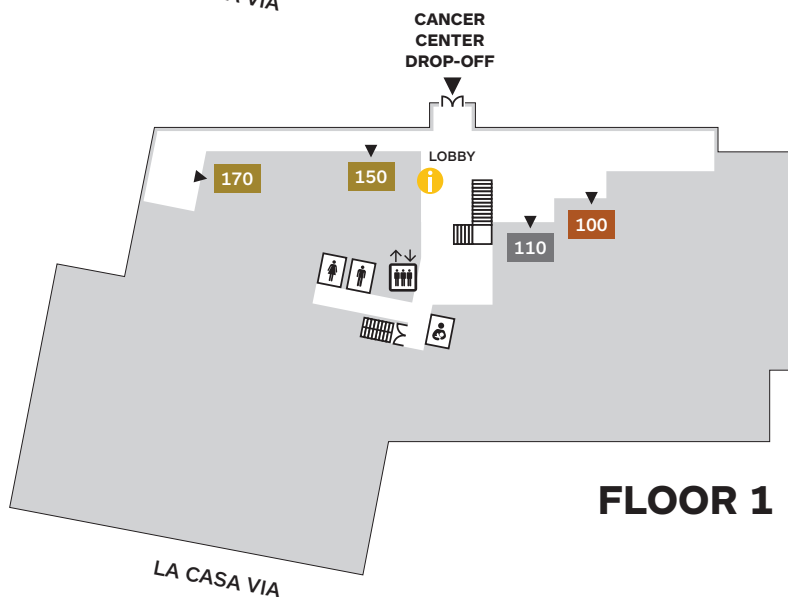 CANCER
CENTER
DROP-OFF
LOBBY
170
150
i
110
100
FLOOR 1
LA CASA VIA